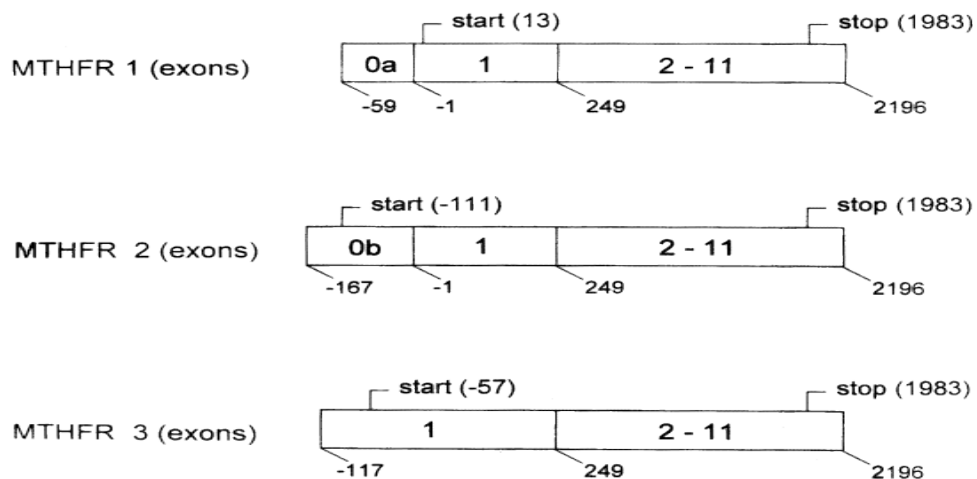 start (13)
stop (1983)
MTHFR 1 (exons)
0a
1
2 - 11
-59
-1
249
2196
start (-111)
stop (1983)
MTHFR 2 (exons)
0b
1
2 - 11
-167
-1
249
2196
start (-57)
stop (1983)
MTHFR 3 (exons)
1
2 - 11
-117
249
2196